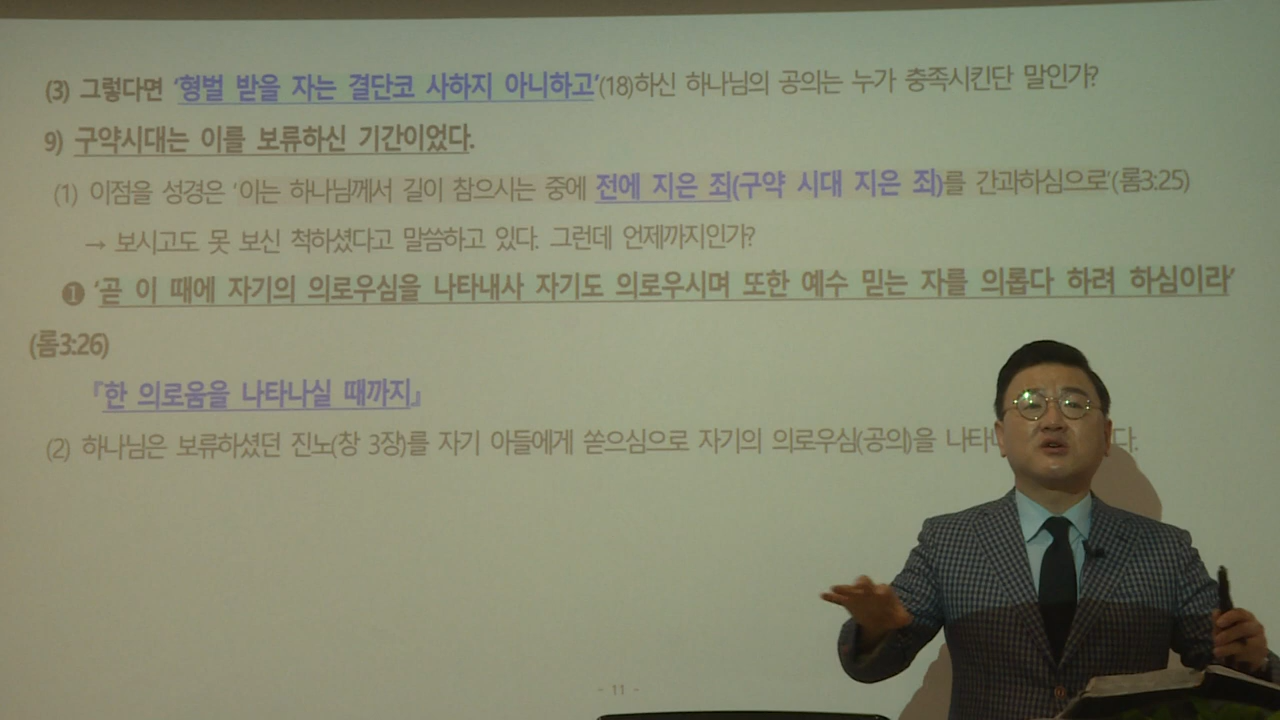 (3) 그렇다면 '형벌 받을 자는 결단코 사하지 아니하고'(18)하신 하나님의 공의는 누가 충족시킨단 말인가?
9) 구약시대는 이를 보류하신 기간이었다.
(1) 이점을 성경은 '이는 하나님께서 길이 참으시는 중에 전에 지은 죄(구약 시대 지은 죄)를 간과하심으로'(롬3:25)
→ 보시고도 못 보신 척하셨다고 말씀하고 있다. 그런데 언제까지인가?
❶ '곧 이 때에 자기의 의로우심을 나타내사 자기도 의로우시며 또한 예수 믿는 자를 의롭다 하려 하심이라'
(롬3:26)
『한 의로움을 나타나실 때까지』
(2) 하나님은 보류하셨던 진노(창 3장)를 자기 아들에게 쏟으심으로 자기의 의로우심(공의)을 다.
- 11 -